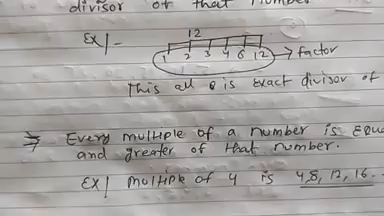 divisor of that number
Ex|-
12
1 2 3 4 6 12 → factor
This all is exact divisor of
⇒ Every multiple of a number is equa
and greater of that number.
Ex| multiple of 4 is 4,8,12,16..